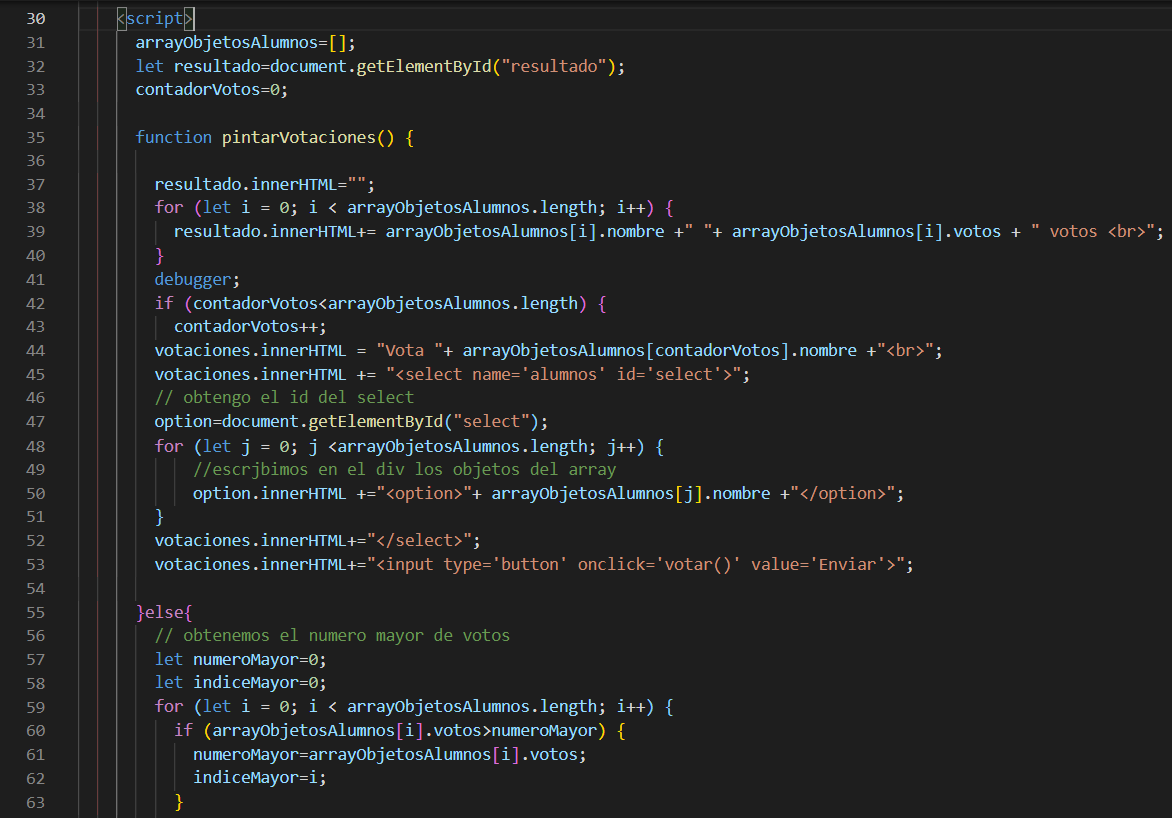 30 <script>
31 arrayObjetosAlumnos=[];
32 let resultado=document.getElementById("resultado");
33 contadorVotos=0;
34
35 function pintarVotaciones() {
36
37 resultado.innerHTML="";
38 for (let i = 0; i < arrayObjetosAlumnos.length; i++) {
39 resultado.innerHTML+= arrayObjetosAlumnos[i].nombre +" "+ arrayObjetosAlumnos[i].votos + " votos <br>";
40 }
41 debugger;
42 if (contadorVotos<arrayObjetosAlumnos.length) {
43 contadorVotos++;
44 votaciones.innerHTML = "Vota "+ arrayObjetosAlumnos[contadorVotos].nombre +"<br>";
45 votaciones.innerHTML += "<select name='alumnos' id='select'>";
46 // obtengo el id del select
47 option=document.getElementById("select");
48 for (let j = 0; j <arrayObjetosAlumnos.length; j++) {
49 //escrjbimos en el div los objetos del array
50 option.innerHTML +="<option>"+ arrayObjetosAlumnos[j].nombre +"</option>";
51 }
52 votaciones.innerHTML+="</select>";
53 votaciones.innerHTML+="<input type='button' onclick='votar()' value='Enviar'>";
54
55 }else{
56 // obtenemos el numero mayor de votos
57 let numeroMayor=0;
58 let indiceMayor=0;
59 for (let i = 0; i < arrayObjetosAlumnos.length; i++) {
60 if (arrayObjetosAlumnos[i].votos>numeroMayor) {
61 numeroMayor=arrayObjetosAlumnos[i].votos;
62 indiceMayor=i;
63 }